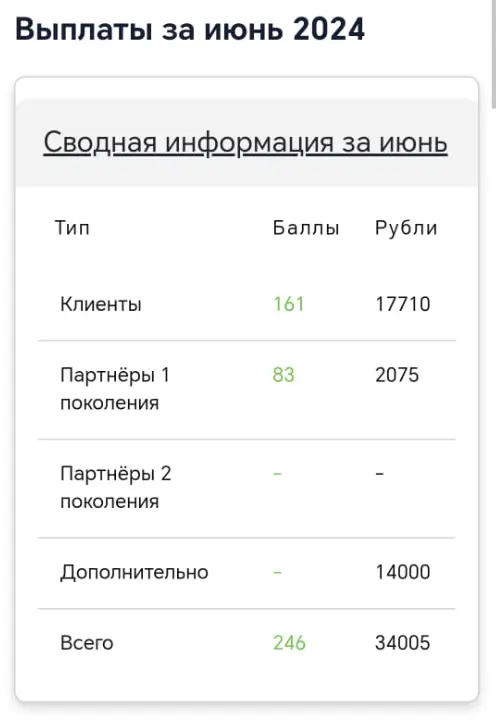 Выплаты за июнь 2024
Сводная информация за июнь
Тип Баллы Рубли
Клиенты 161 17710
Партнёры 1 83 2075
поколения
Партнёры 2 - -
поколения
Дополнительно - 14000
Всего 246 34005